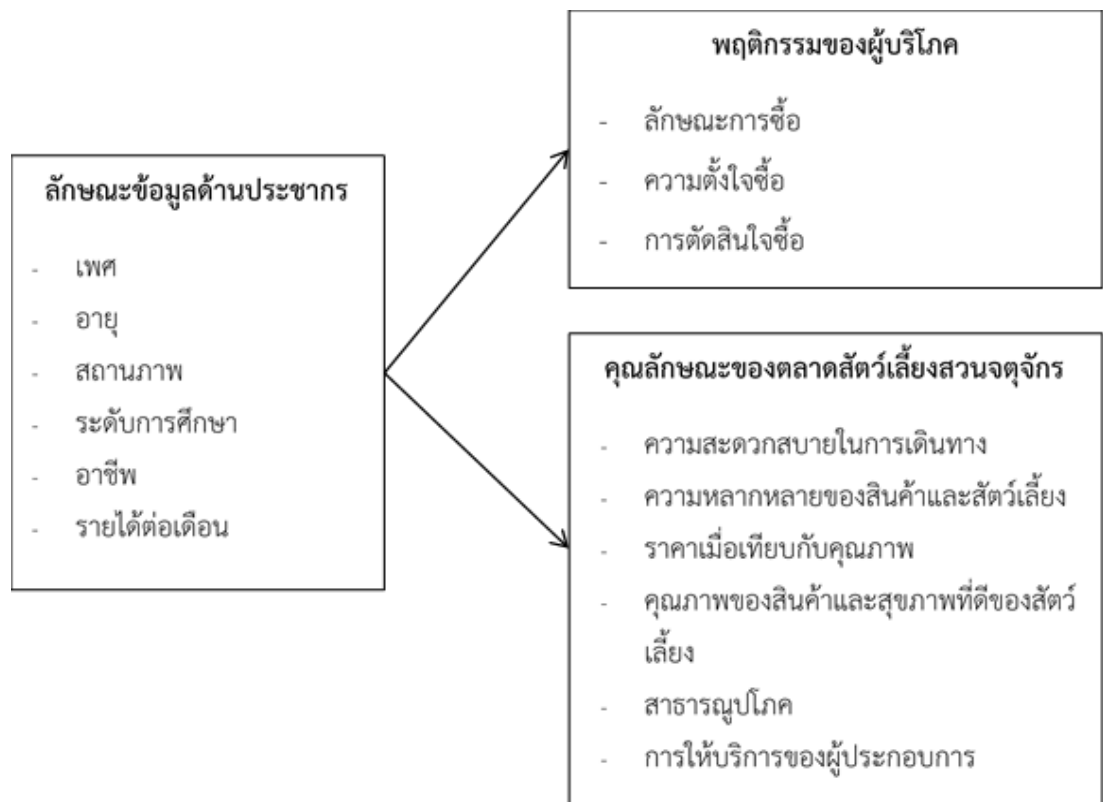 ลักษณะข้อมูลด้านประชากร
- เพศ
- อายุ
- สถานภาพ
- ระดับการศึกษา
- อาชีพ
- รายได้ต่อเดือน
พฤติกรรมของผู้บริโภค
- ลักษณะการซื้อ
- ความตั้งใจซื้อ
- การตัดสินใจซื้อ
คุณลักษณะของตลาดสัตว์เลี้ยงสวนจตุจักร
- ความสะดวกสบายในการเดินทาง
- ความหลากหลายของสินค้าและสัตว์เลี้ยง
- ราคาเมื่อเทียบกับคุณภาพ
- คุณภาพของสินค้าและสุขภาพที่ดีของสัตว์
เลี้ยง
- สาธารณูปโภค
- การให้บริการของผู้ประกอบการ